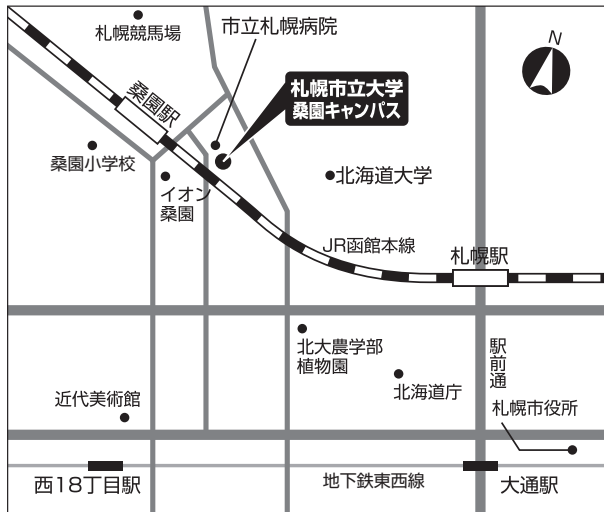 札幌競馬場
市立札幌病院
N
桑園駅
札幌市立大学
桑園キャンパス
桑園小学校
イオン
桑園
北海道大学
JR函館本線
札幌駅
北大農学部
植物園
駅前通
北海道庁
近代美術館
札幌市役所
西18丁目駅
地下鉄東西線
大通駅